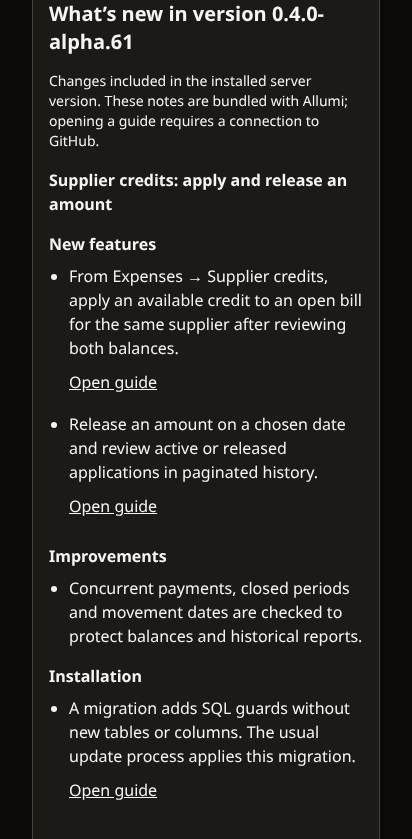 What's new in version 0.4.0-
alpha.61
Changes included in the installed server
version. These notes are bundled with Allumi;
opening a guide requires a connection to
GitHub.
Supplier credits: apply and release an
amount
New features
• From Expenses → Supplier credits,
apply an available credit to an open bill
for the same supplier after reviewing
both balances.
Open guide
• Release an amount on a chosen date
and review active or released
applications in paginated history.
Open guide
Improvements
• Concurrent payments, closed periods
and movement dates are checked to
protect balances and historical reports.
Installation
• A migration adds SQL guards without
new tables or columns. The usual
update process applies this migration.
Open guide